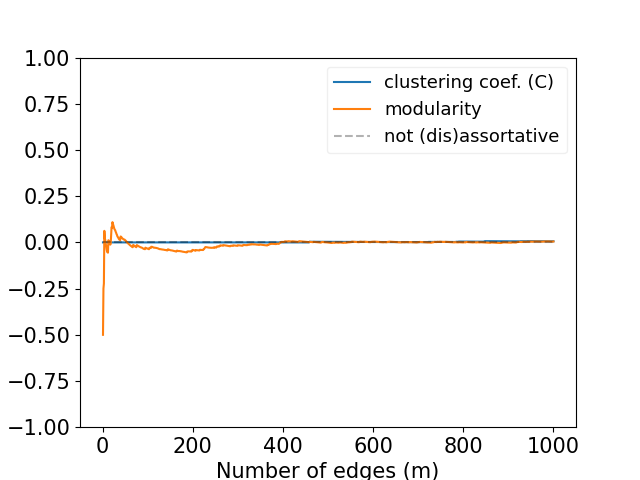 1.00
0.75
0.50
0.25
0.00
−0.25
−0.50
−0.75
−1.00
clustering coef. (C)
modularity
not (dis)assortative
0 200 400 600 800 1000
Number of edges (m)